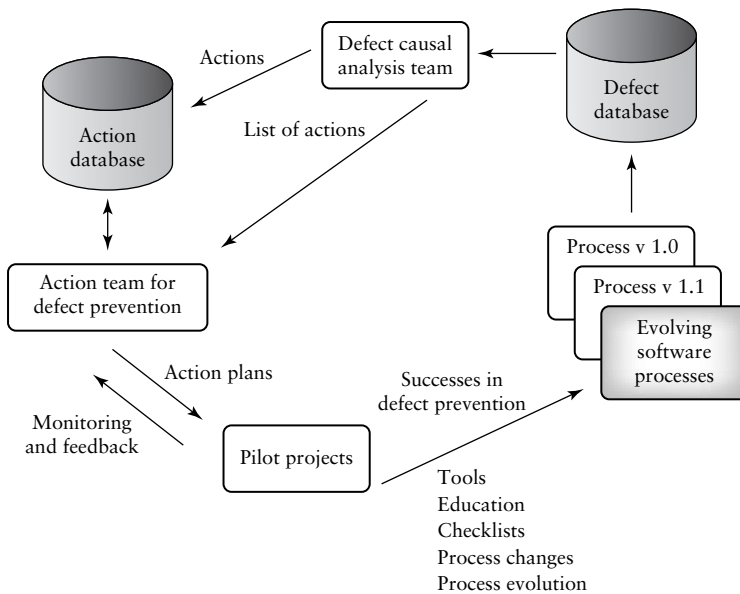 Defect causal
analysis team
Actions
Defect
database
Action
database
List of actions
Process v 1.0
Action team for
defect prevention
Process v 1.1
Evolving
software
processes
Action plans
Successes in
defect prevention
Monitoring
and feedback
Pilot projects
Tools
Education
Checklists
Process changes
Process evolution